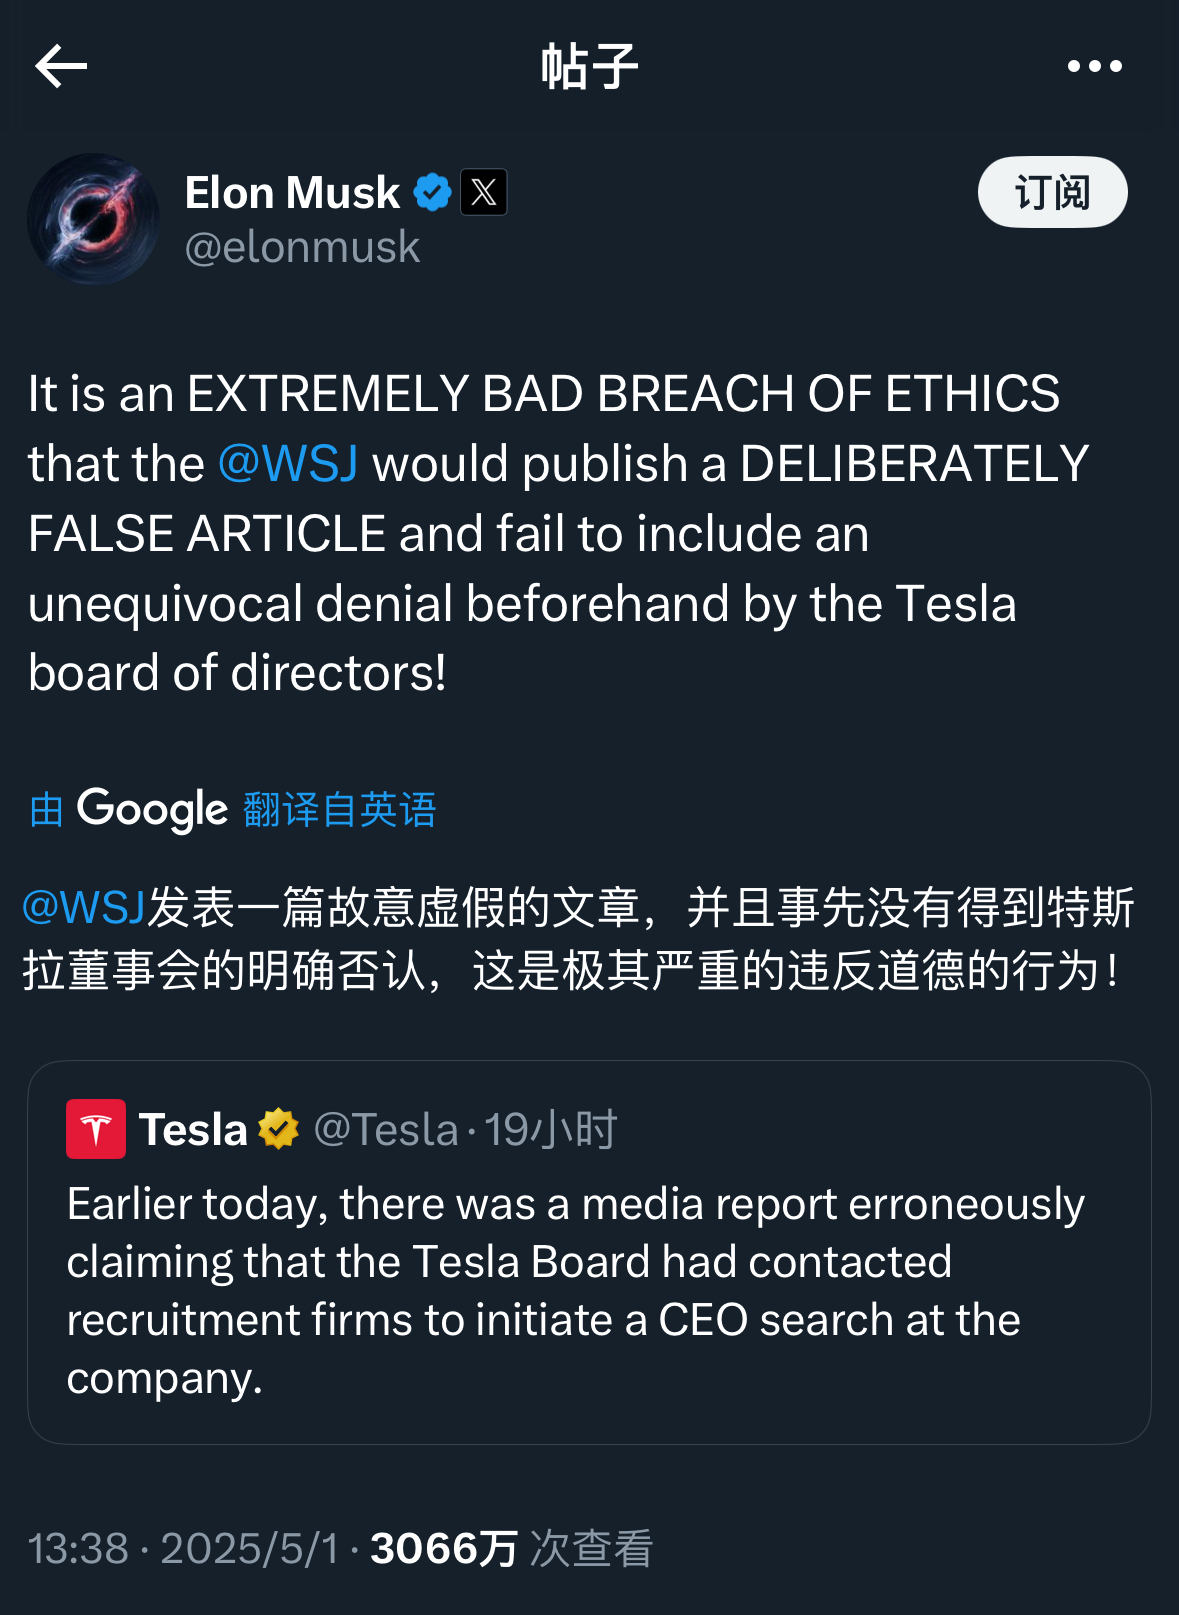 帖子
Elon Musk
订阅
@elonmusk
It is an EXTREMELY BAD BREACH OF ETHICS
that the @WSJ would publish a DELIBERATELY
FALSE ARTICLE and fail to include an
unequivocal denial beforehand by the Tesla
board of directors!
由 Google 翻译自英语
@WSJ发表一篇故意虚假的文章，并且事先没有得到特斯
拉董事会的明确否认，这是极其严重的违反道德的行为！
Tesla @Tesla · 19小时
Earlier today, there was a media report erroneously
claiming that the Tesla Board had contacted
recruitment firms to initiate a CEO search at the
company.
13:38 · 2025/5/1 · 3066万 次查看